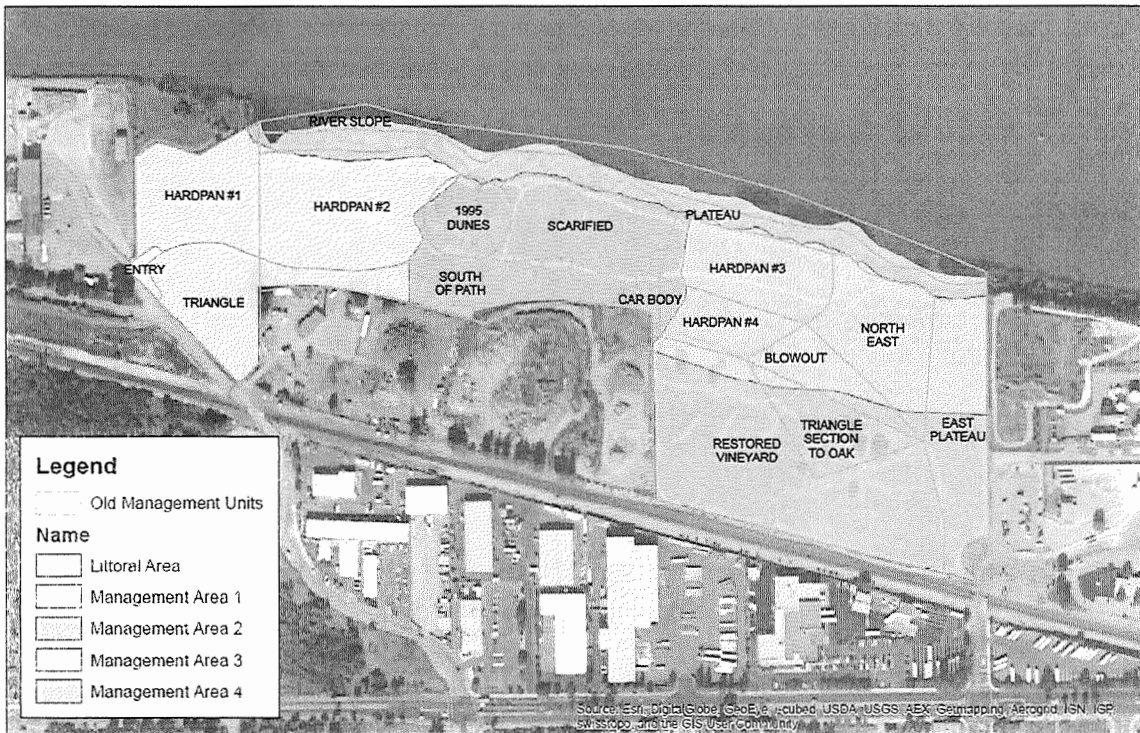 RIVER SLOPE
HARDPAN #1
HARDPAN #2
1995
DUNES
SCARIFIED
PLATEAU
ENTRY
TRIANGLE
SOUTH
OF PATH
CAR BODY
HARDPAN #3
HARDPAN #4
NORTH
EAST
BLOWOUT
RESTORED
VINEYARD
TRIANGLE
SECTION
TO OAK
EAST
PLATEAU
Legend
Old Management Units
Name
Littoral Area
Management Area 1
Management Area 2
Management Area 3
Management Area 4
Source: Esri, DigitalGlobe, GeoEye, i-cubed, USDA, USGS, AEX, Getmapping, Aerogrid, IGN, IGP,
swisstopo, and the GIS User Community